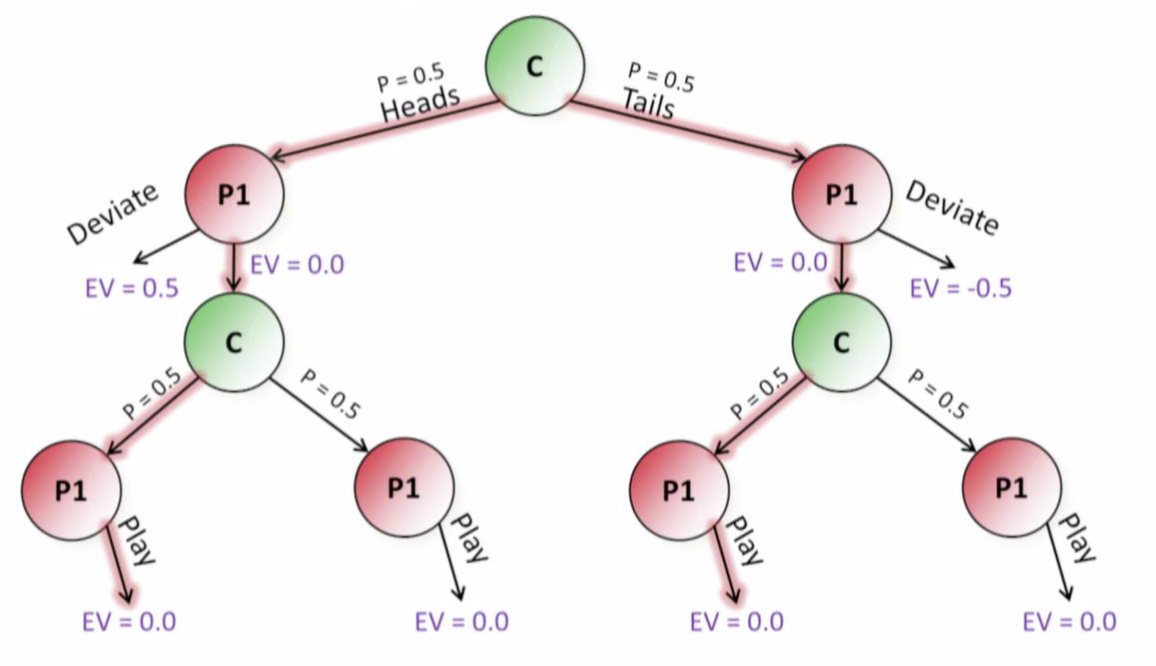 C
P = 0.5
Heads
P = 0.5
Tails
P1
Deviate
EV = 0.5
EV = 0.0
P1
Deviate
EV = 0.0
EV = -0.5
C
P = 0.5
P = 0.5
C
P = 0.5
P = 0.5
P1
Play
EV = 0.0
P1
Play
EV = 0.0
P1
Play
EV = 0.0
P1
Play
EV = 0.0